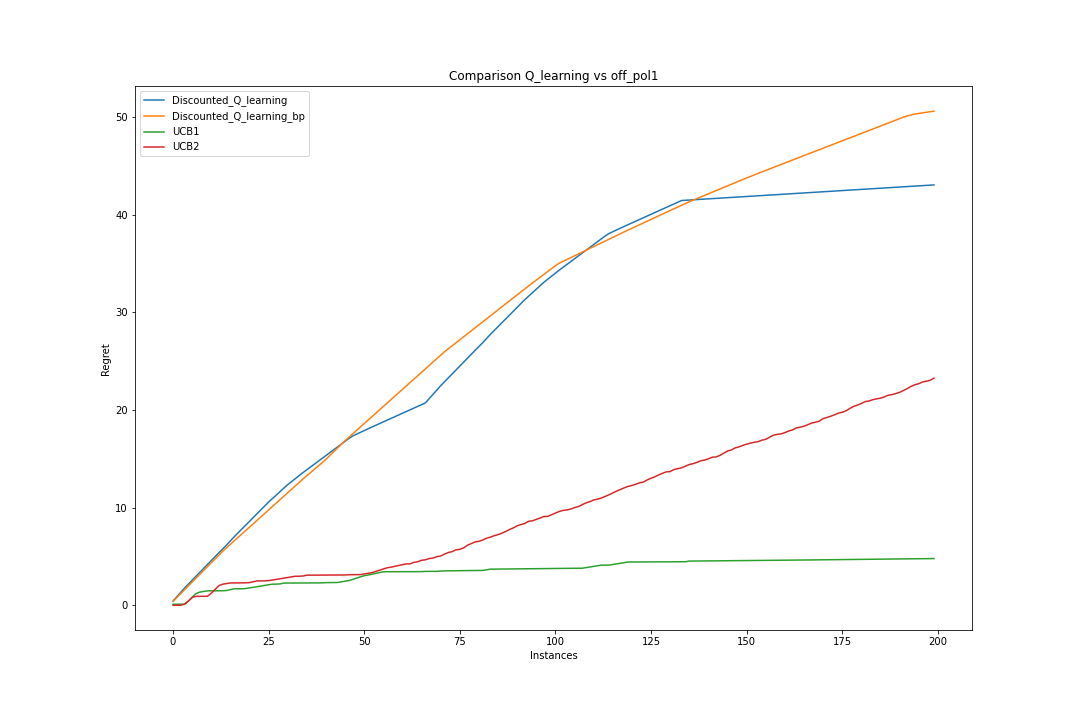 Comparison Q_learning vs off_pol1
Discounted_Q_learning
Discounted_Q_learning_bp
UCB1
UCB2
50
40
30
20
10
0
Regret
0 25 50 75 100 125 150 175 200
Instances